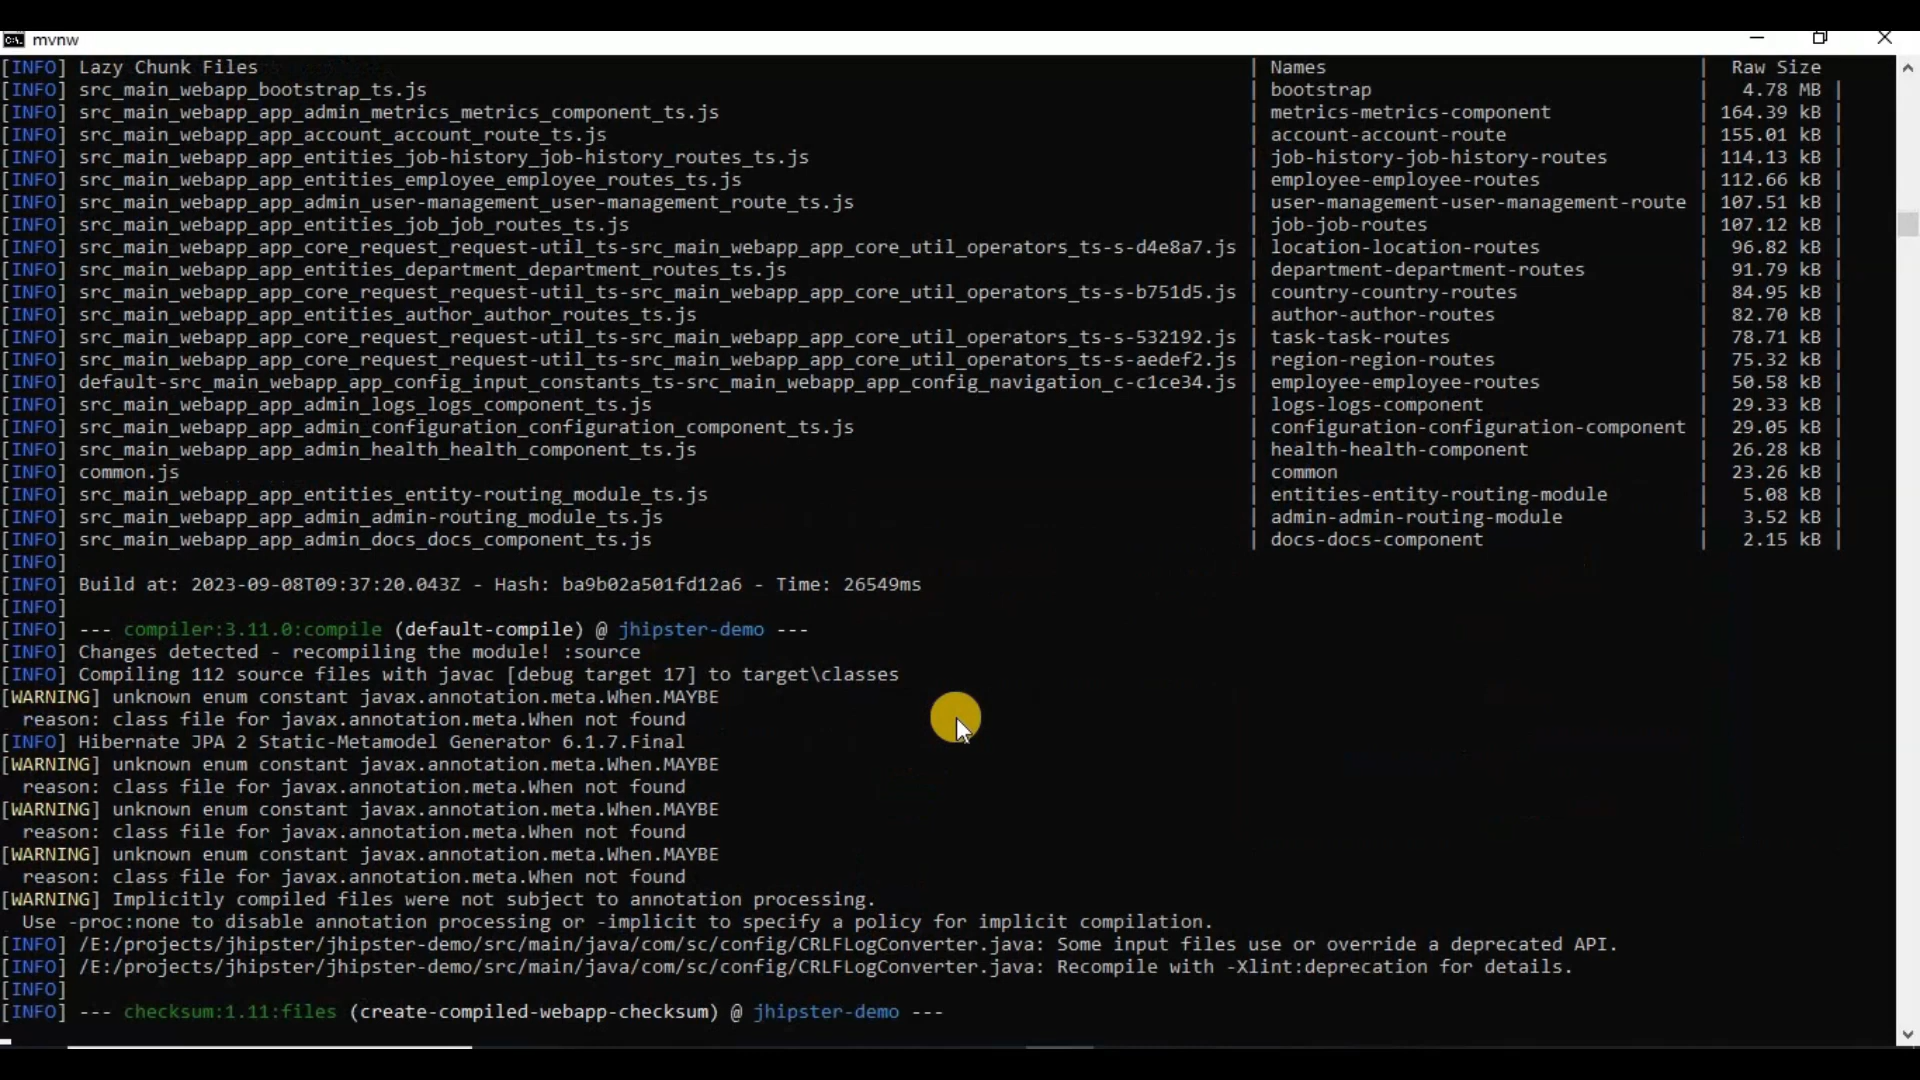 mvnw
[INFO] Lazy Chunk Files | Names | Raw Size
[INFO] src_main_webapp_bootstrap_ts.js | bootstrap | 4.78 MB |
[INFO] src_main_webapp_app_admin_metrics_metrics_component_ts.js | metrics-metrics-component | 164.39 kB |
[INFO] src_main_webapp_app_account_account_route_ts.js | account-account-route | 155.01 kB |
[INFO] src_main_webapp_app_entities_job-history_job-history_routes_ts.js | job-history-job-history-routes | 114.13 kB |
[INFO] src_main_webapp_app_entities_employee_employee_routes_ts.js | employee-employee-routes | 112.66 kB |
[INFO] src_main_webapp_app_admin_user-management_user-management_route_ts.js | user-management-user-management-route | 107.51 kB |
[INFO] src_main_webapp_app_entities_job_job_routes_ts.js | job-job-routes | 107.12 kB |
[INFO] src_main_webapp_app_core_request_request-util_ts-src_main_webapp_app_core_util_operators_ts-s-d4e8a7.js | location-location-routes | 96.82 kB |
[INFO] src_main_webapp_app_entities_department_department_routes_ts.js | department-department-routes | 91.79 kB |
[INFO] src_main_webapp_app_core_request_request-util_ts-src_main_webapp_app_core_util_operators_ts-s-b751d5.js | country-country-routes | 84.95 kB |
[INFO] src_main_webapp_app_entities_author_author_routes_ts.js | author-author-routes | 82.70 kB |
[INFO] src_main_webapp_app_core_request_request-util_ts-src_main_webapp_app_core_util_operators_ts-s-532192.js | task-task-routes | 78.71 kB |
[INFO] src_main_webapp_app_core_request_request-util_ts-src_main_webapp_app_core_util_operators_ts-s-aedef2.js | region-region-routes | 75.32 kB |
[INFO] default-src_main_webapp_app_config_input_constants_ts-src_main_webapp_app_config_navigation_c-c1ce34.js | employee-employee-routes | 50.58 kB |
[INFO] src_main_webapp_app_admin_logs_logs_component_ts.js | logs-logs-component | 29.33 kB |
[INFO] src_main_webapp_app_admin_configuration_configuration_component_ts.js | configuration-configuration-component | 29.05 kB |
[INFO] src_main_webapp_app_admin_health_health_component_ts.js | health-health-component | 26.28 kB |
[INFO] common.js | common | 23.26 kB |
[INFO] src_main_webapp_app_entities_entity-routing_module_ts.js | entities-entity-routing-module | 5.08 kB |
[INFO] src_main_webapp_app_admin_admin-routing_module_ts.js | admin-admin-routing-module | 3.52 kB |
[INFO] src_main_webapp_app_admin_docs_docs_component_ts.js | docs-docs-component | 2.15 kB |
[INFO]
[INFO] Build at: 2023-09-08T09:37:20.043Z - Hash: ba9b02a501fd12a6 - Time: 26549ms
[INFO]
[INFO] --- compiler:3.11.0:compile (default-compile) @ jhipster-demo ---
[INFO] Changes detected - recompiling the module! :source
[INFO] Compiling 112 source files with javac [debug target 17] to target\classes
[WARNING] unknown enum constant javax.annotation.meta.When.MAYBE
reason: class file for javax.annotation.meta.When not found
[INFO] Hibernate JPA 2 Static-Metamodel Generator 6.1.7.Final
[WARNING] unknown enum constant javax.annotation.meta.When.MAYBE
reason: class file for javax.annotation.meta.When not found
[WARNING] unknown enum constant javax.annotation.meta.When.MAYBE
reason: class file for javax.annotation.meta.When not found
[WARNING] unknown enum constant javax.annotation.meta.When.MAYBE
reason: class file for javax.annotation.meta.When not found
[WARNING] Implicitly compiled files were not subject to annotation processing.
Use -proc:none to disable annotation processing or -implicit to specify a policy for implicit compilation.
[INFO] /E:/projects/jhipster/jhipster-demo/src/main/java/com/sc/config/CRLFLogConverter.java: Some input files use or override a deprecated API.
[INFO] /E:/projects/jhipster/jhipster-demo/src/main/java/com/sc/config/CRLFLogConverter.java: Recompile with -Xlint:deprecation for details.
[INFO]
[INFO] --- checksum:1.11:files (create-compiled-webapp-checksum) @ jhipster-demo ---